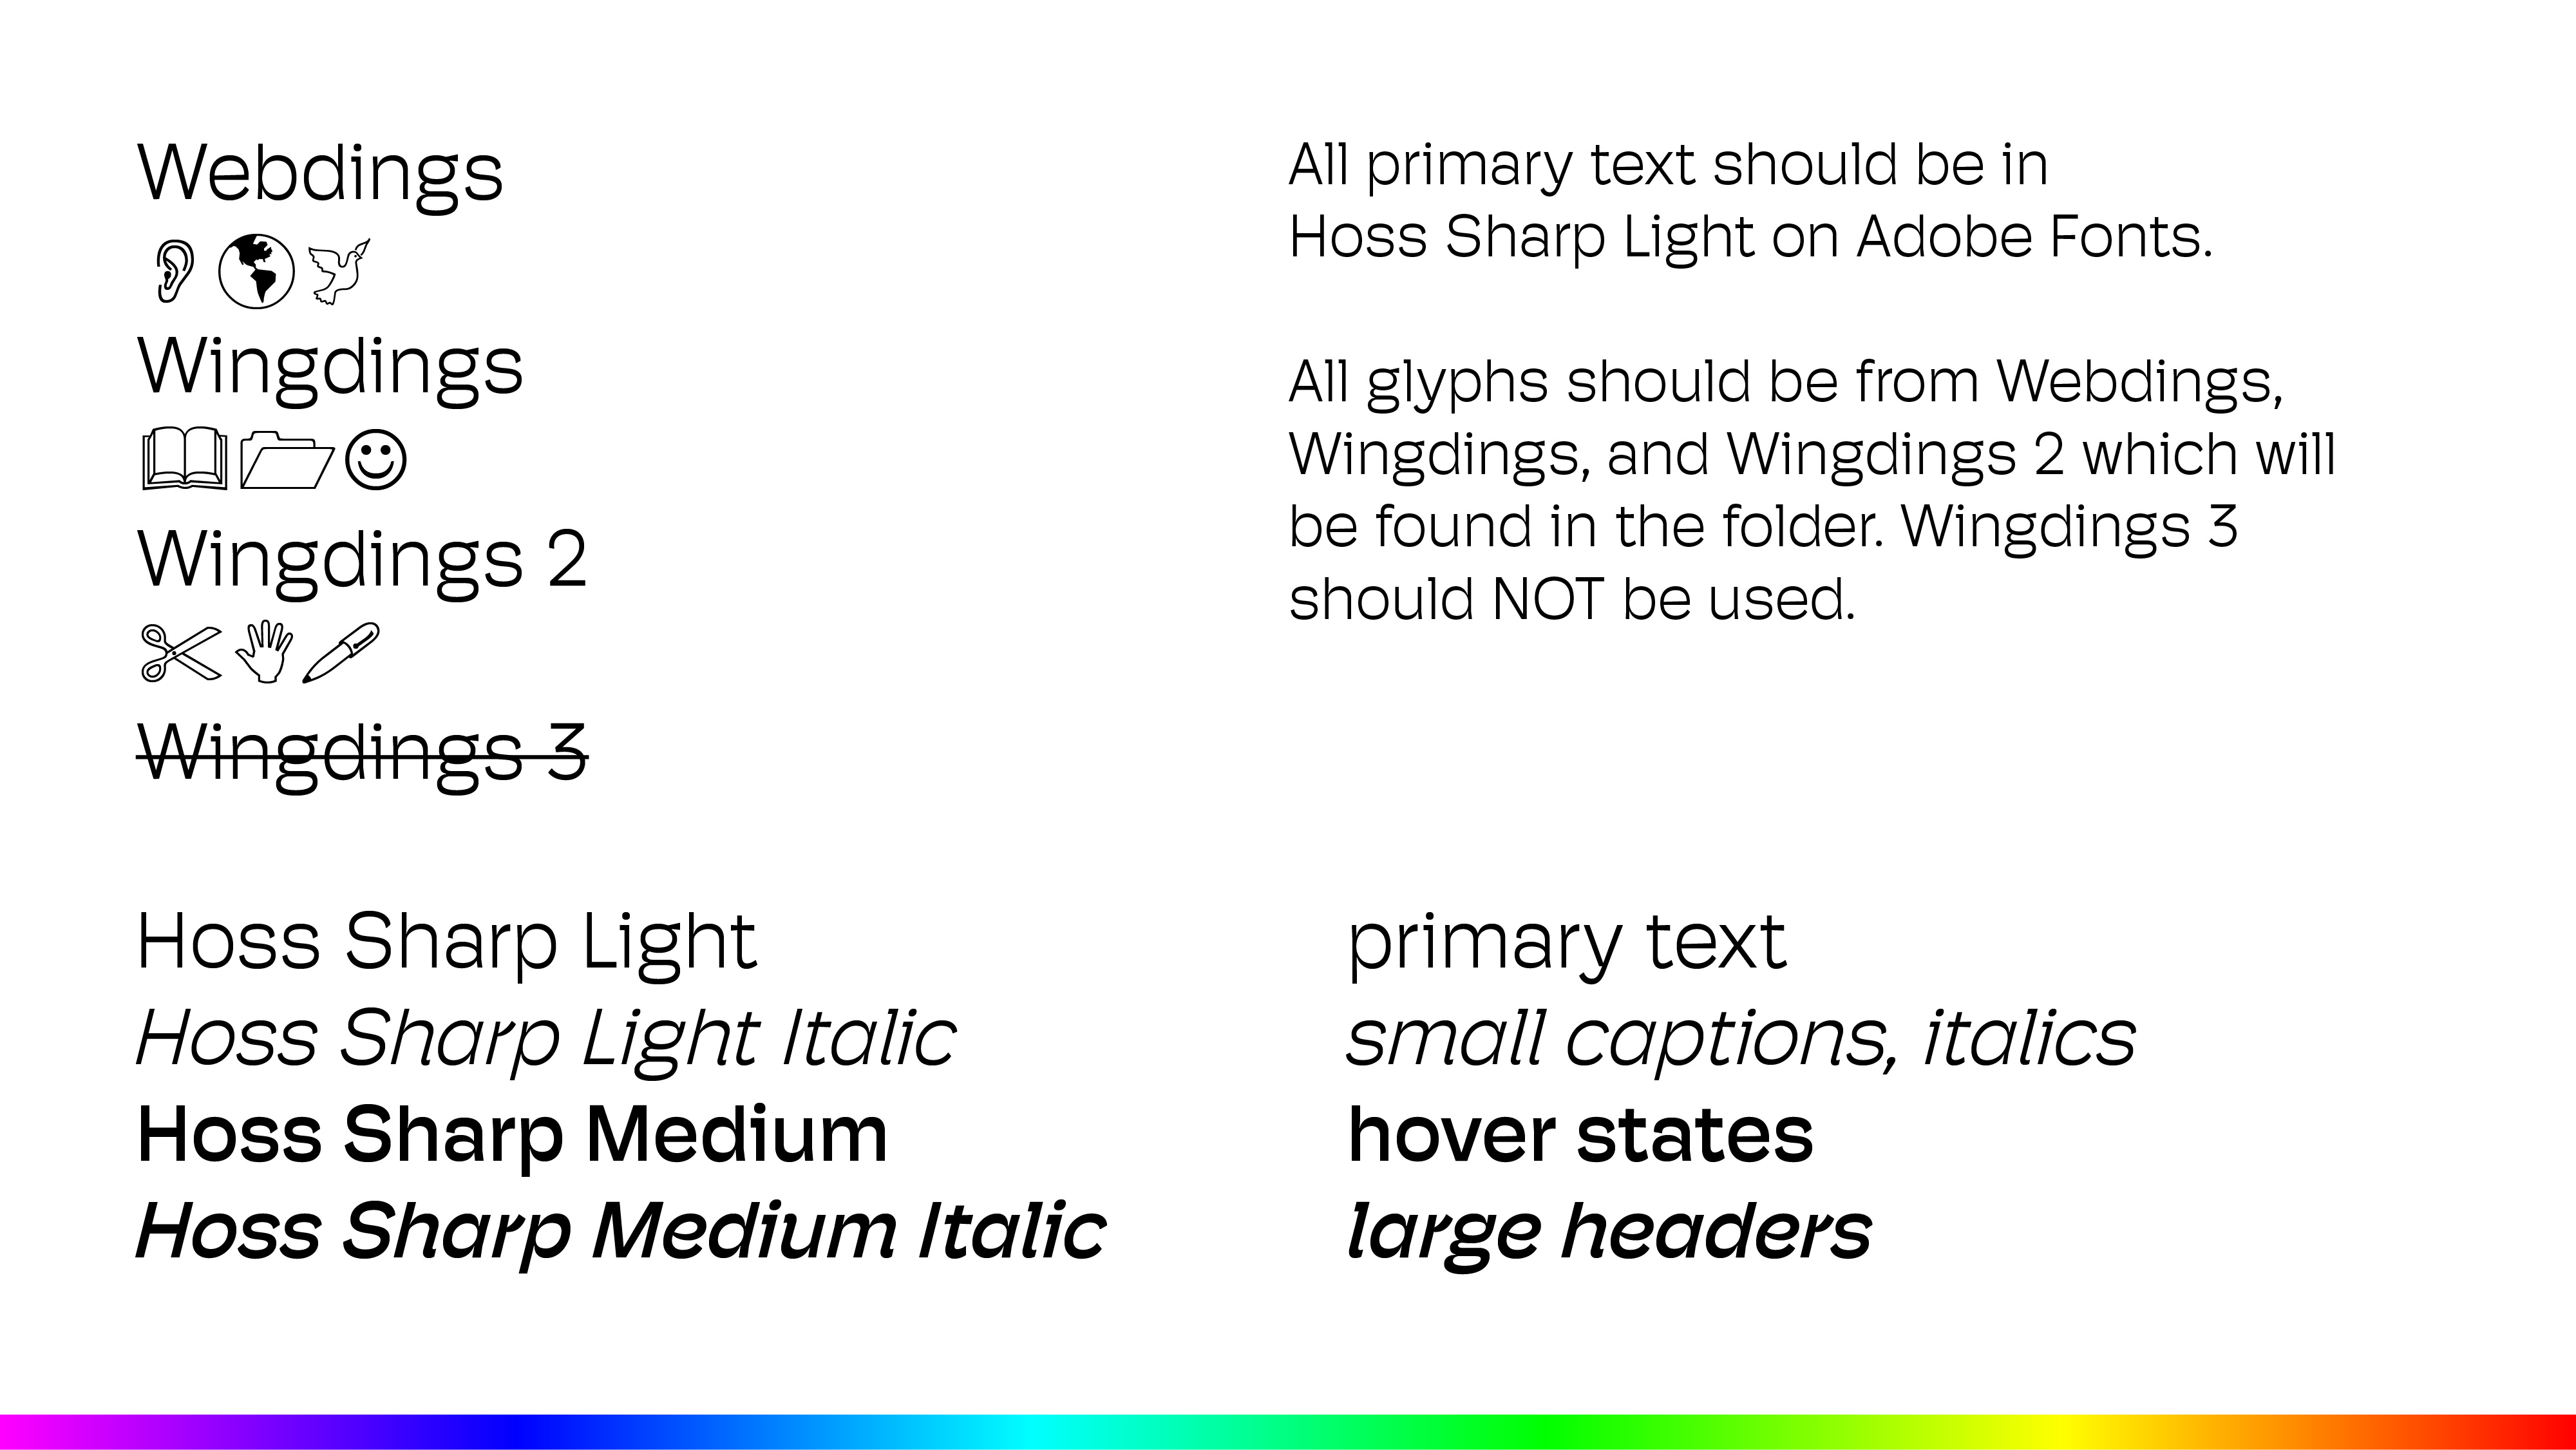 Webdings
Wingdings
Wingdings 2
Wingdings 3
All primary text should be in
Hoss Sharp Light on Adobe Fonts.
All glyphs should be from Webdings,
Wingdings, and Wingdings 2 which will
be found in the folder. Wingdings 3
should NOT be used.
Hoss Sharp Light
primary text
Hoss Sharp Light Italic
small captions, italics
Hoss Sharp Medium
hover states
Hoss Sharp Medium Italic
large headers